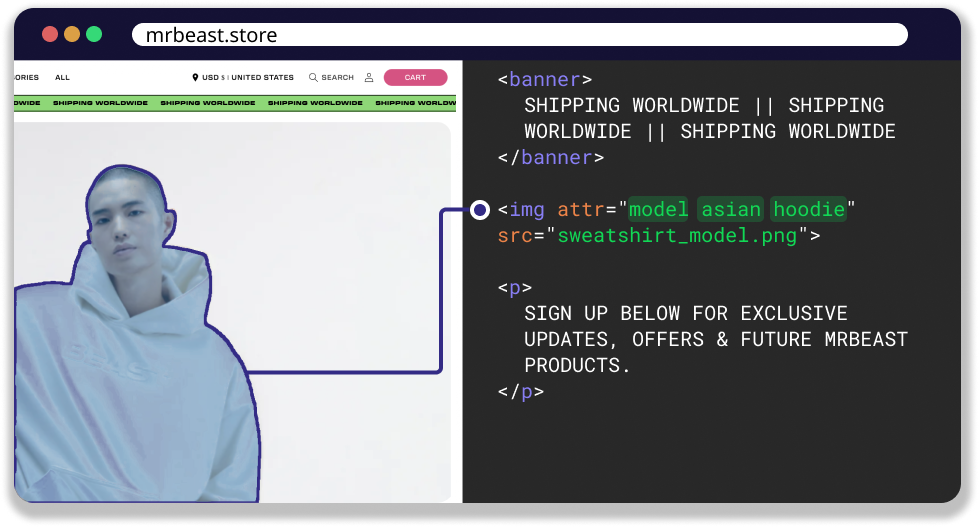 mrbeast.store
ORIES ALL USD $ | UNITED STATES SEARCH CART
DWIDE SHIPPING WORLDWIDE SHIPPING WORLDWIDE SHIPPING WORLDWIDE SHIPPING WORLDW
<banner>
SHIPPING WORLDWIDE || SHIPPING
WORLDWIDE || SHIPPING WORLDWIDE
</banner>
<img attr="model asian hoodie"
src="sweatshirt_model.png">
<p>
SIGN UP BELOW FOR EXCLUSIVE
UPDATES, OFFERS & FUTURE MRBEAST
PRODUCTS.
</p>